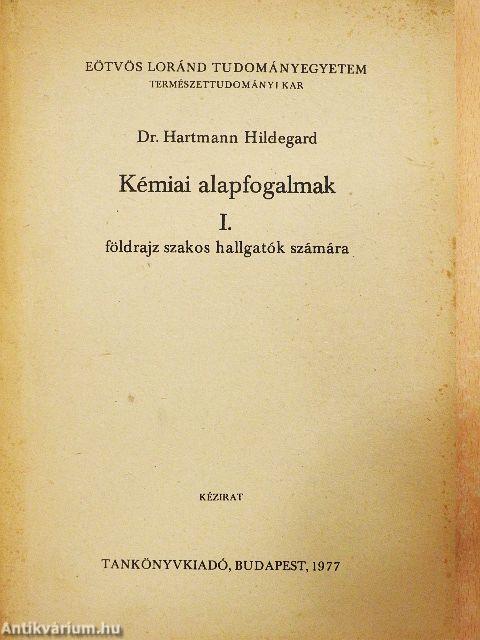 EÖTVÖS LORÁND TUDOMÁNYEGYETEM
TERMÉSZETTUDOMÁNYI KAR
Dr. Hartmann Hildegard
Kémiai alapfogalmak
I.
földrajz szakos hallgatók számára
KÉZIRAT
TANKÖNYVKIADÓ, BUDAPEST, 1977
Antikvárium.hu